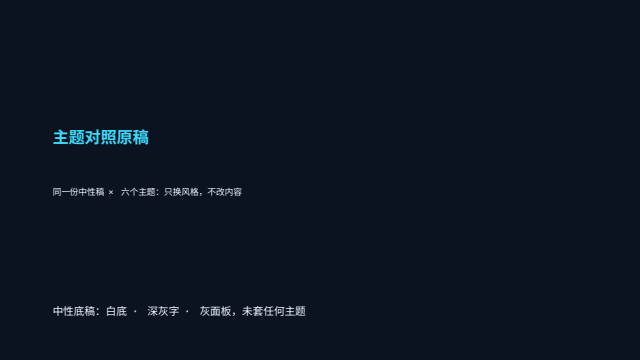 主题对照原稿
同一份中性稿 × 六个主题：只换风格，不改内容
中性底稿：白底 · 深灰字 · 灰面板，未套任何主题